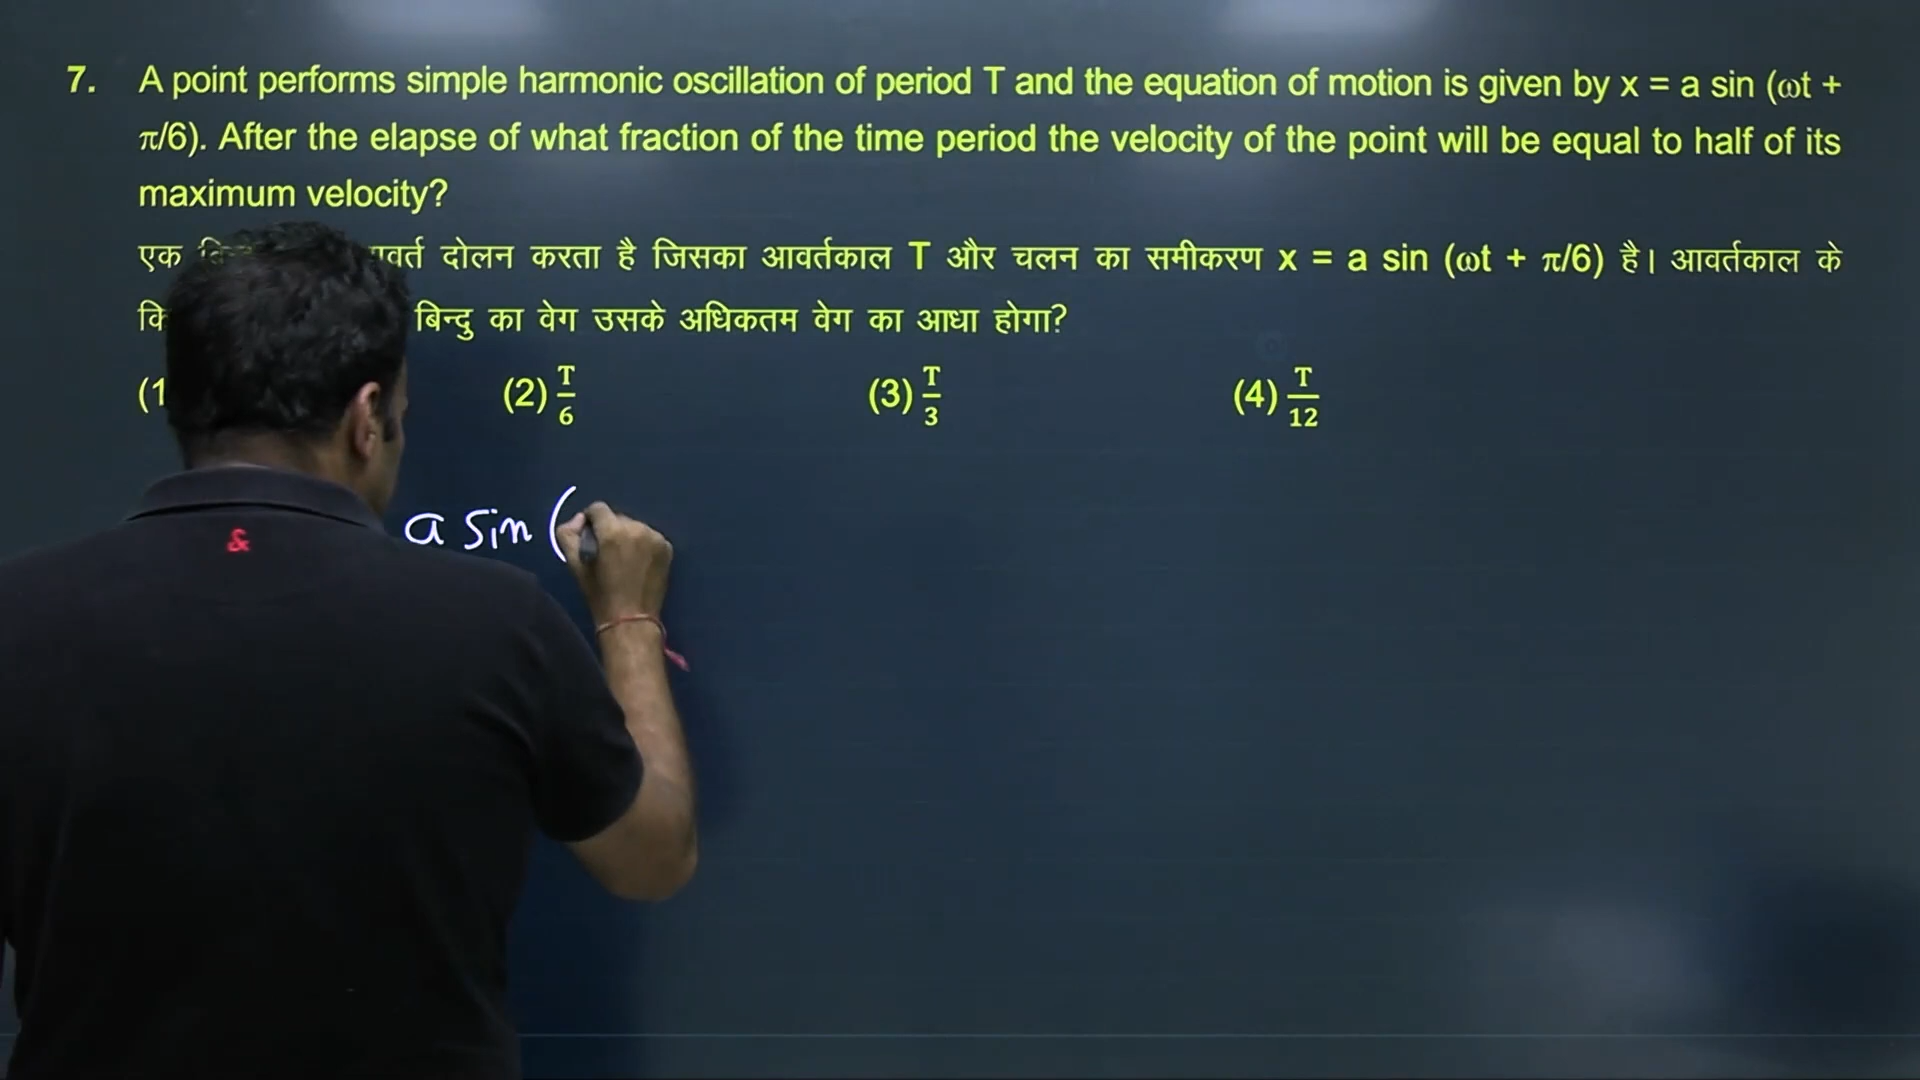 7. A point performs simple harmonic oscillation of period T and the equation of motion is given by x = a sin (ωt +
π/6). After the elapse of what fraction of the time period the velocity of the point will be equal to half of its
maximum velocity?
एक आवर्त दोलन करता है जिसका आवर्तकाल T और चलन का समीकरण x = a sin (ωt + π/6) है। आवर्तकाल के
बिन्दु का वेग उसके अधिकतम वेग का आधा होगा?
(1 (2) T/6 (3) T/3 (4) T/12
a sin (
&